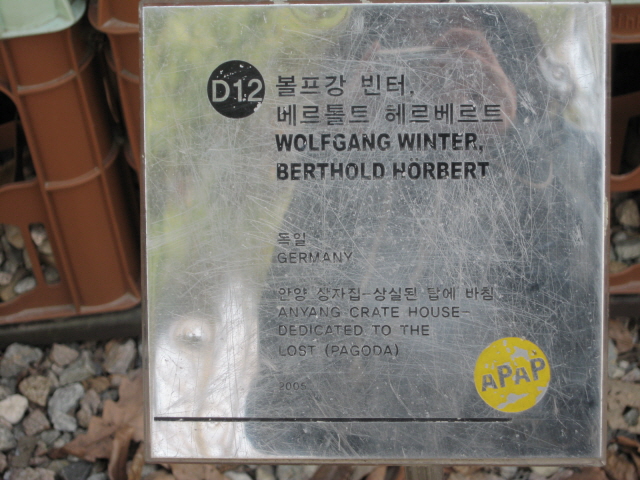 D12
볼프강 빈터,
베르톨트 헤르베르트
WOLFGANG WINTER,
BERTHOLD HÖRBERT
독일
GERMANY
안양 상자집-상실된 탑에 바침
ANYANG CRATE HOUSE-
DEDICATED TO THE
LOST (PAGODA)
2005
APAP